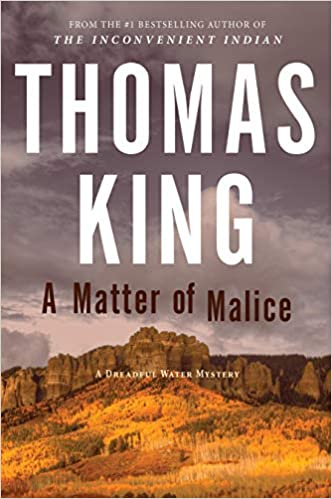 FROM THE #1 BESTSELLING AUTHOR OF
THE INCONVENIENT INDIAN
THOMAS
KING
A Matter of Malice
A DREADFUL WATER MYSTERY